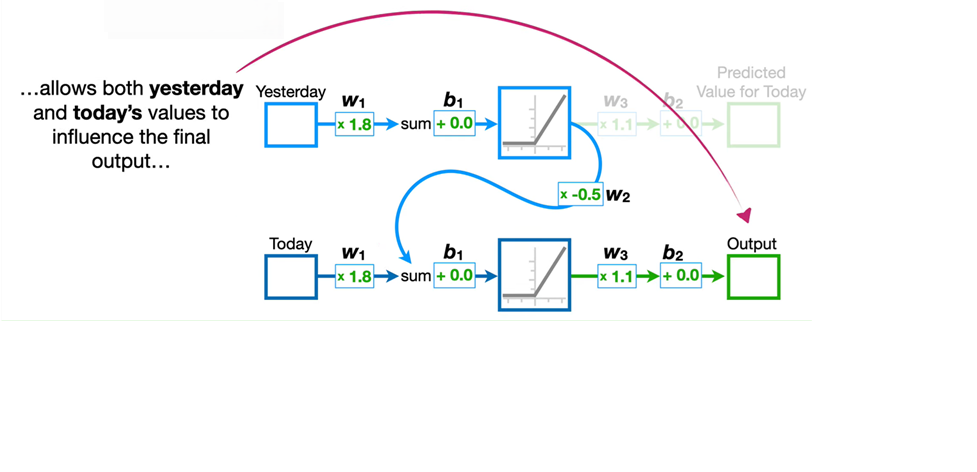 …allows both yesterday
and today's values to
influence the final
output…
Predicted
Value for Today
Yesterday
w₁
b₁
w₃
b₂
x 1.8
sum
+ 0.0
x 1.1
+ 0.0
x -0.5
w₂
Today
w₁
b₁
w₃
b₂
Output
x 1.8
sum
+ 0.0
x 1.1
+ 0.0